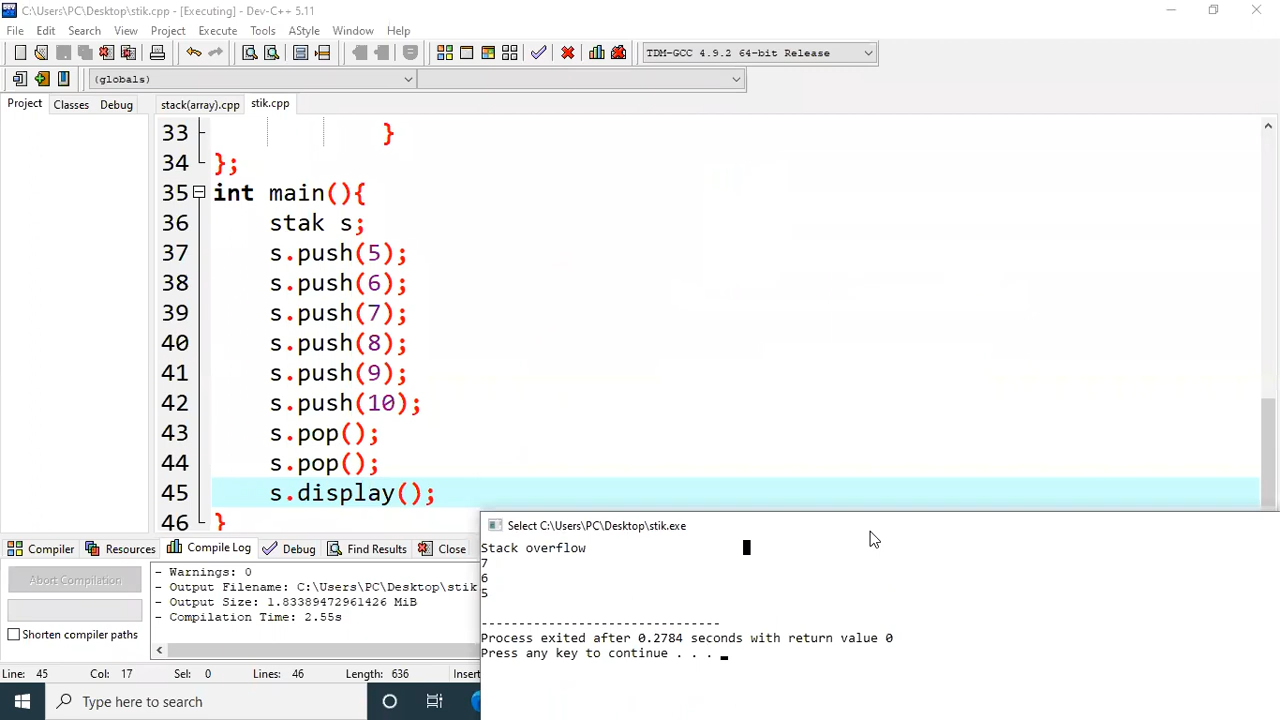 C:\Users\PC\Desktop\stik.cpp - [Executing] - Dev-C++ 5.11
File Edit Search View Project Execute Tools AStyle Window Help
TDM-GCC 4.9.2 64-bit Release
(globals)
Project Classes Debug stack(array).cpp stik.cpp
33 }
34 };
35 int main(){
36 stak s;
37 s.push(5);
38 s.push(6);
39 s.push(7);
40 s.push(8);
41 s.push(9);
42 s.push(10);
43 s.pop();
44 s.pop();
45 s.display();
46 }
Compiler Resources Compile Log Debug Find Results Close
Abort Compilation
Shorten compiler paths
- Warnings: 0
- Output Filename: C:\Users\PC\Desktop\stik
- Output Size: 1.83389472961426 MiB
- Compilation Time: 2.55s
Select C:\Users\PC\Desktop\stik.exe
Stack overflow
7
6
5
--------------------------------
Process exited after 0.2784 seconds with return value 0
Press any key to continue . . .
Line: 45 Col: 17 Sel: 0 Lines: 46 Length: 636 Insert
Type here to search